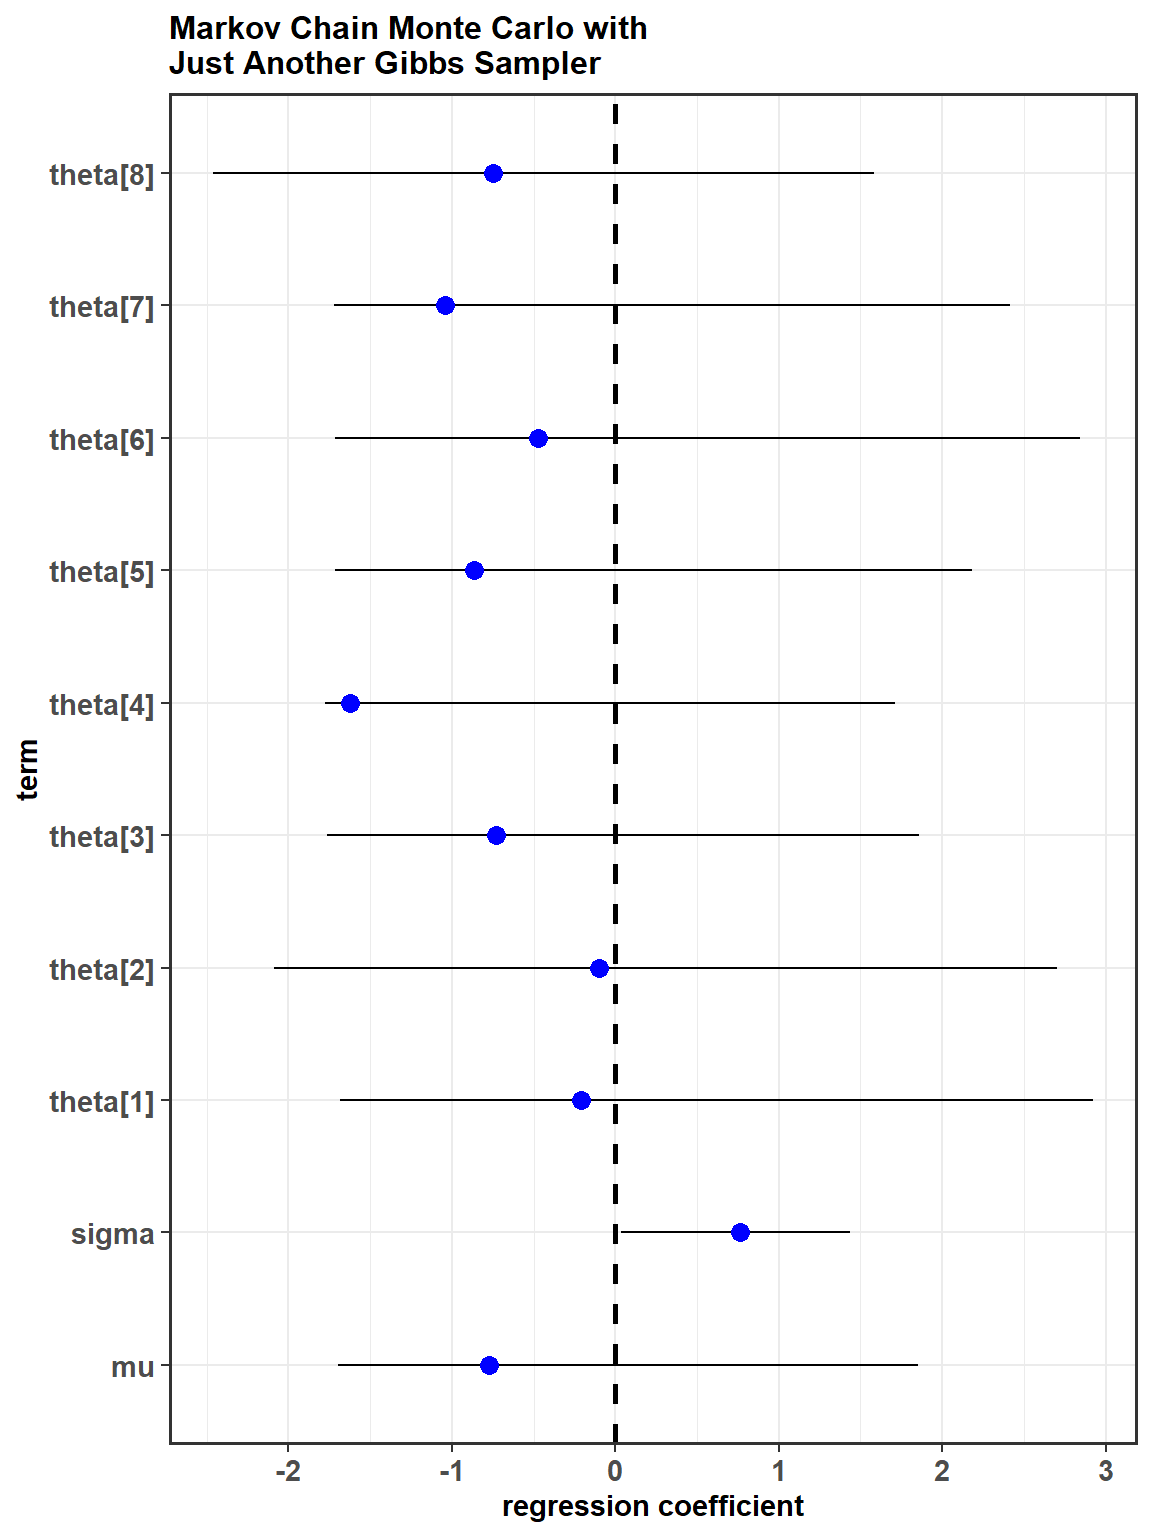 Markov Chain Monte Carlo with
Just Another Gibbs Sampler
theta[8]
theta[7]
theta[6]
theta[5]
theta[4]
theta[3]
theta[2]
theta[1]
sigma
mu
term
-2 -1 0 1 2 3
regression coefficient